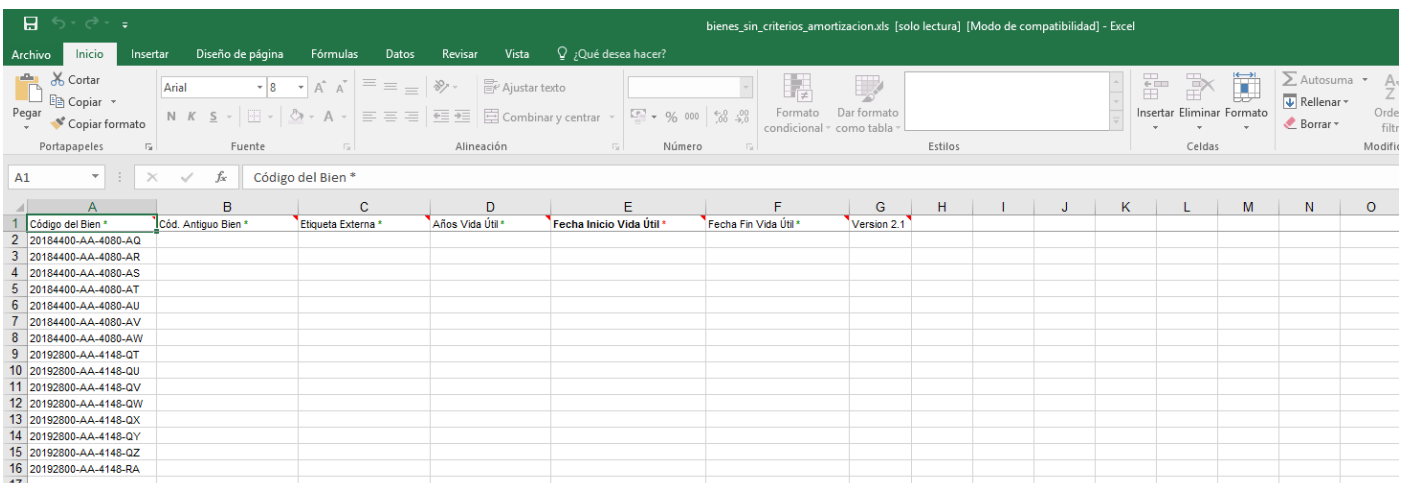 bienes_sin_criterios_amortizacion.xls [solo lectura] [Modo de compatibilidad] - Excel
Archivo Inicio Insertar Diseño de página Fórmulas Datos Revisar Vista ¿Qué desea hacer?
Pegar
Cortar
Copiar
Copiar formato
Portapapeles
Arial 8
N K S
Fuente
Ajustar texto
Combinar y centrar
Alineación
% 000
Número
Formato condicional
Dar formato como tabla
Estilos
Insertar Eliminar Formato
Celdas
Autosuma
Rellenar
Borrar
A1 fx Código del Bien *
A B C D E F G H I J K L M N O
1 Código del Bien * Cód. Antiguo Bien * Etiqueta Externa * Años Vida Útil * Fecha Inicio Vida Útil * Fecha Fin Vida Útil * Version 2.1
2 20184400-AA-4080-AQ
3 20184400-AA-4080-AR
4 20184400-AA-4080-AS
5 20184400-AA-4080-AT
6 20184400-AA-4080-AU
7 20184400-AA-4080-AV
8 20184400-AA-4080-AW
9 20192800-AA-4148-QT
10 20192800-AA-4148-QU
11 20192800-AA-4148-QV
12 20192800-AA-4148-QW
13 20192800-AA-4148-QX
14 20192800-AA-4148-QY
15 20192800-AA-4148-QZ
16 20192800-AA-4148-RA